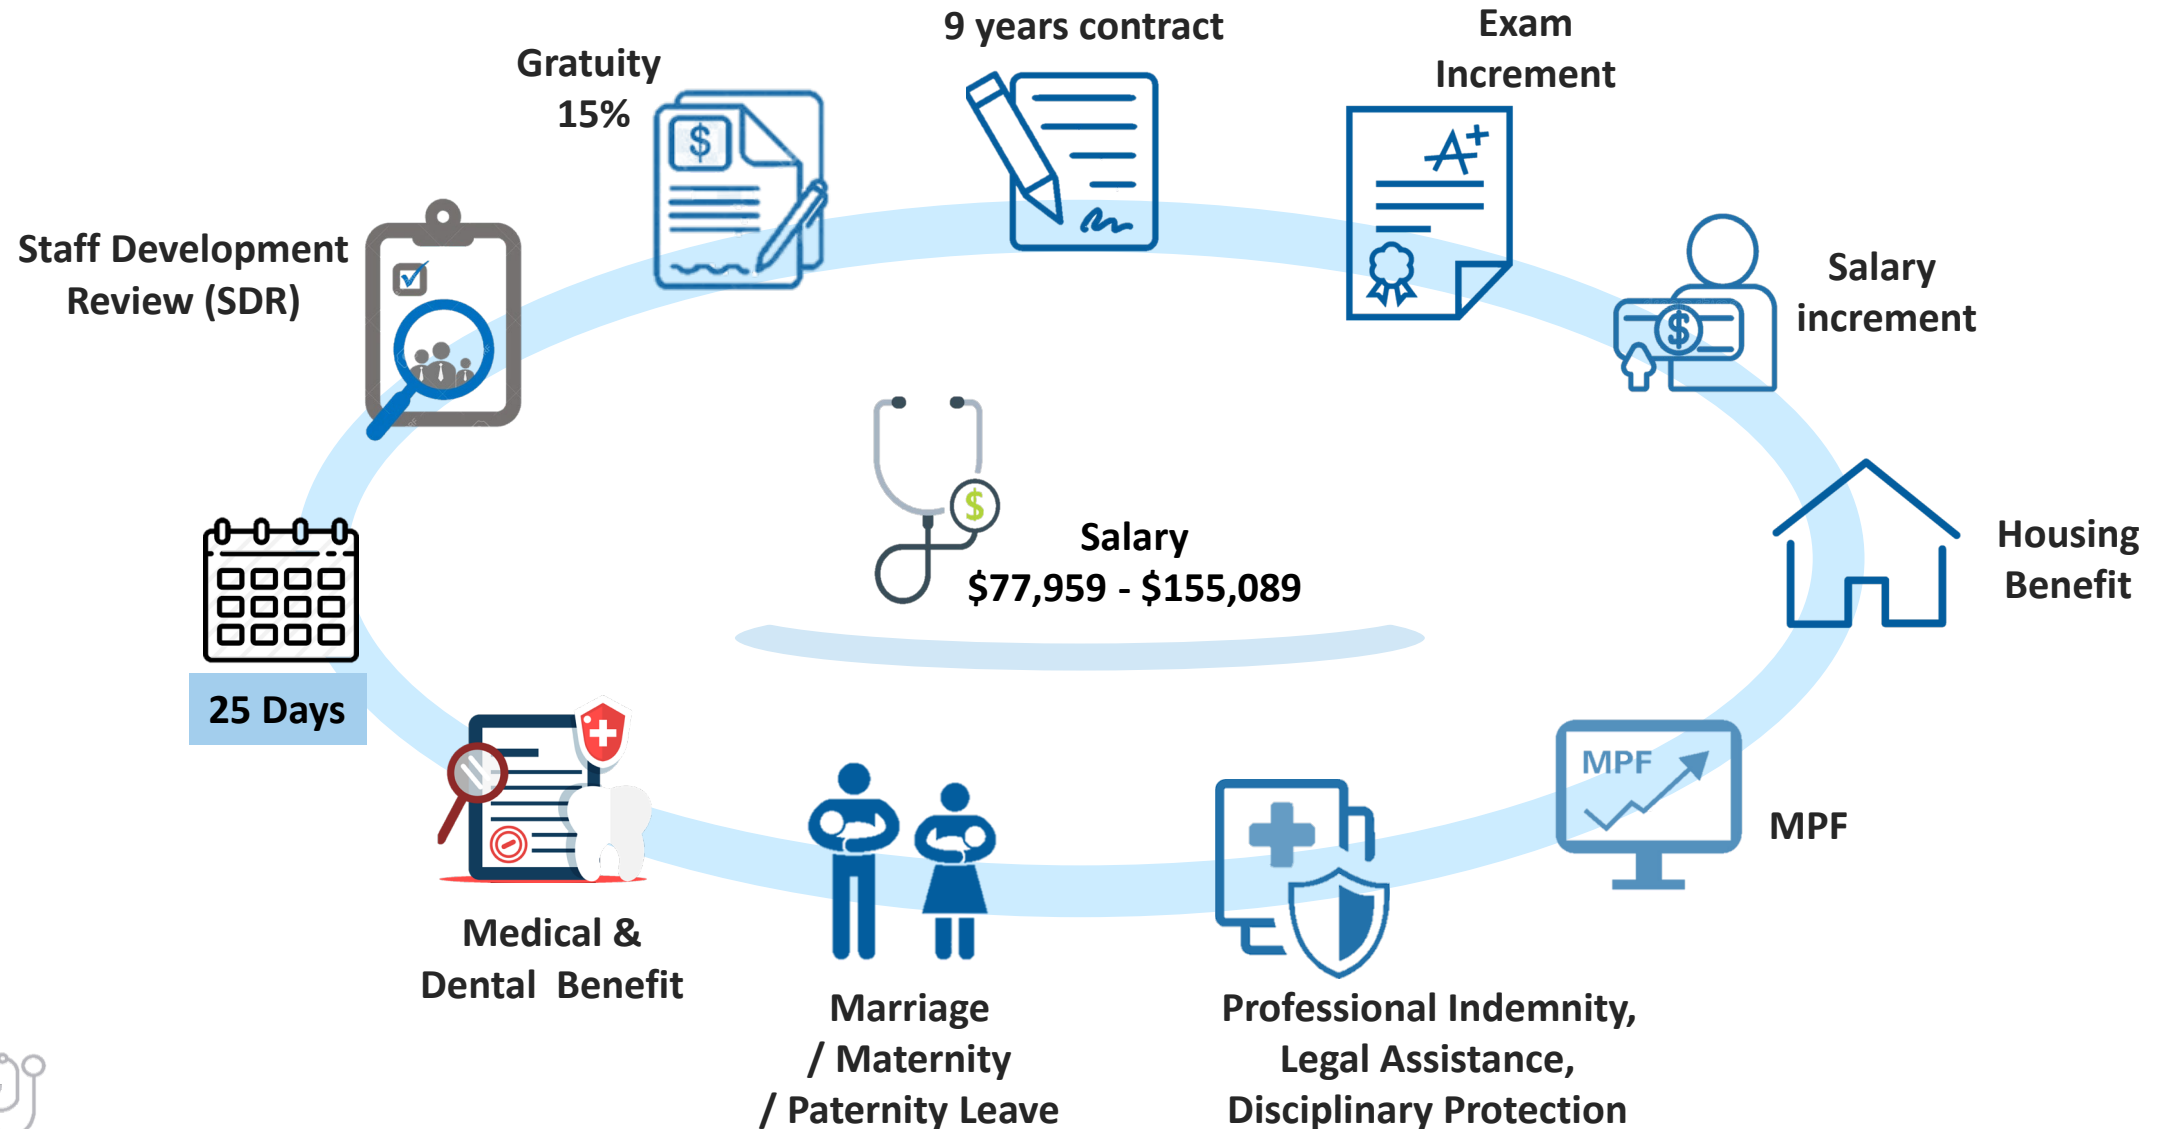 9 years contract
Exam
Increment
Gratuity
15%
$
A+
Staff Development
Review (SDR)
Salary
increment
$
$
Salary
$77,959 - $155,089
Housing
Benefit
25 Days
MPF
MPF
Medical &
Dental  Benefit
Marriage
/ Maternity
/ Paternity Leave
Professional Indemnity,
Legal Assistance,
Disciplinary Protection